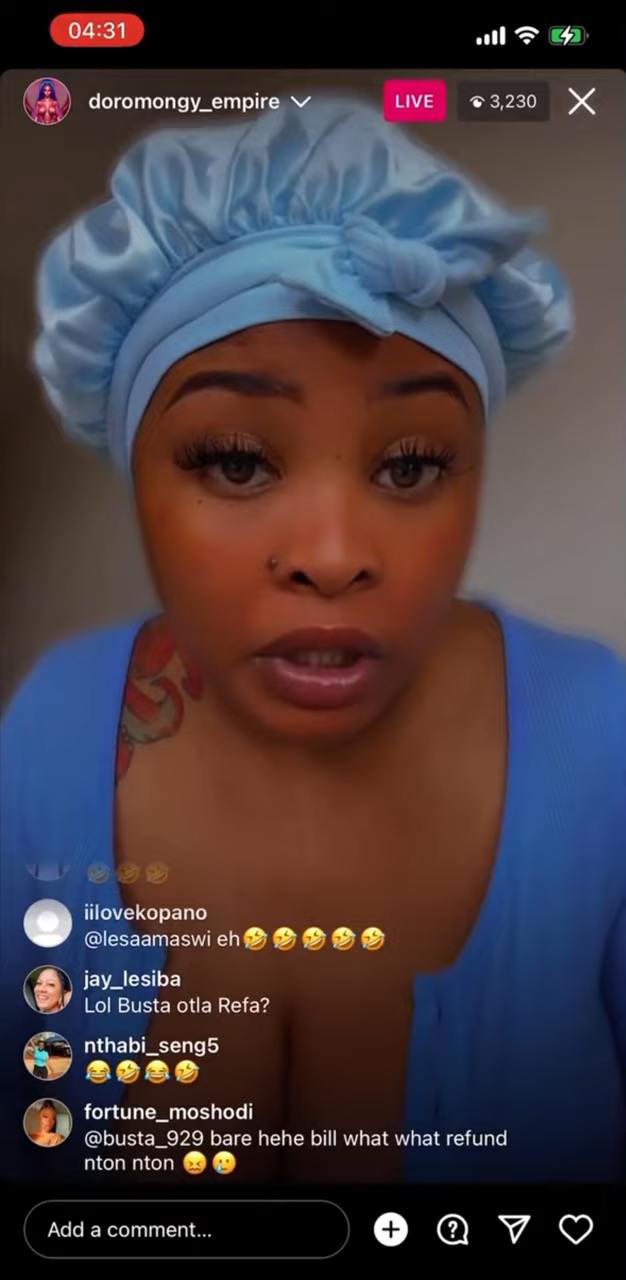 04:31
doromongy_empire
LIVE
3,230
iilovekopano
@lesaamaswi eh🤣🤣🤣🤣🤣
jay_lesiba
Lol Busta otla Refa?
nthabi_seng5
😂🤣😂🤣
fortune_moshodi
@busta_929 bare hehe bill what what refund
nton nton 😖🥲
Add a comment...